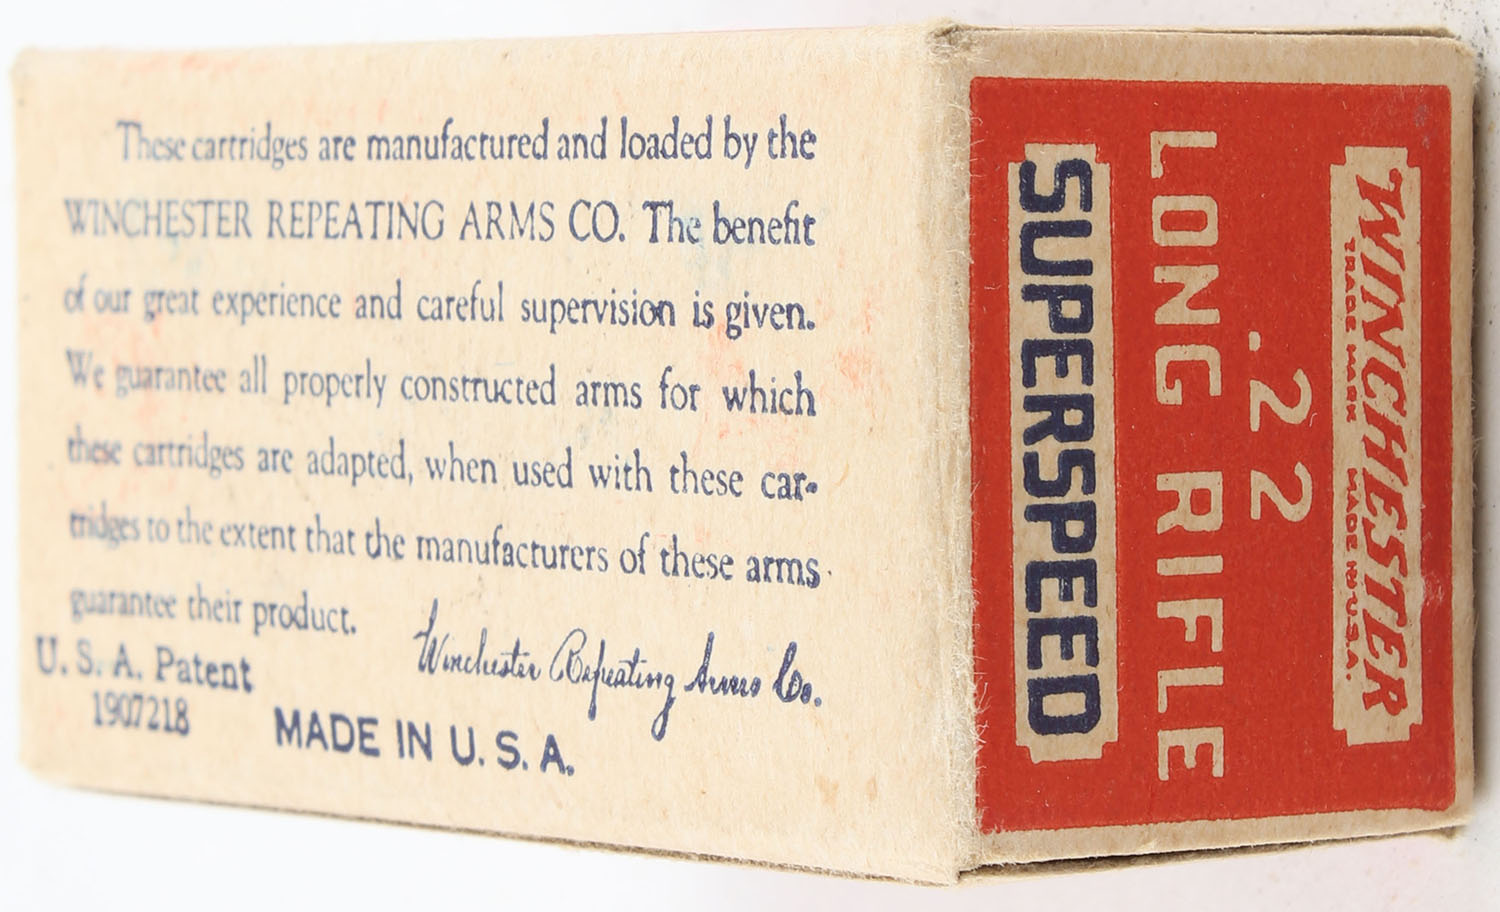 These cartridges are manufactured and loaded by the
WINCHESTER REPEATING ARMS CO. The benefit
of our great experience and careful supervision is given.
We guarantee all properly constructed arms for which
these cartridges are adapted, when used with these car-
tridges to the extent that the manufacturers of these arms
guarantee their product.
Winchester Repeating Arms Co.
U. S. A. Patent
1907218
MADE IN U. S. A.
WINCHESTER
TRADE MARK MADE IN U.S.A.
.22
LONG RIFLE
SUPERSPEED